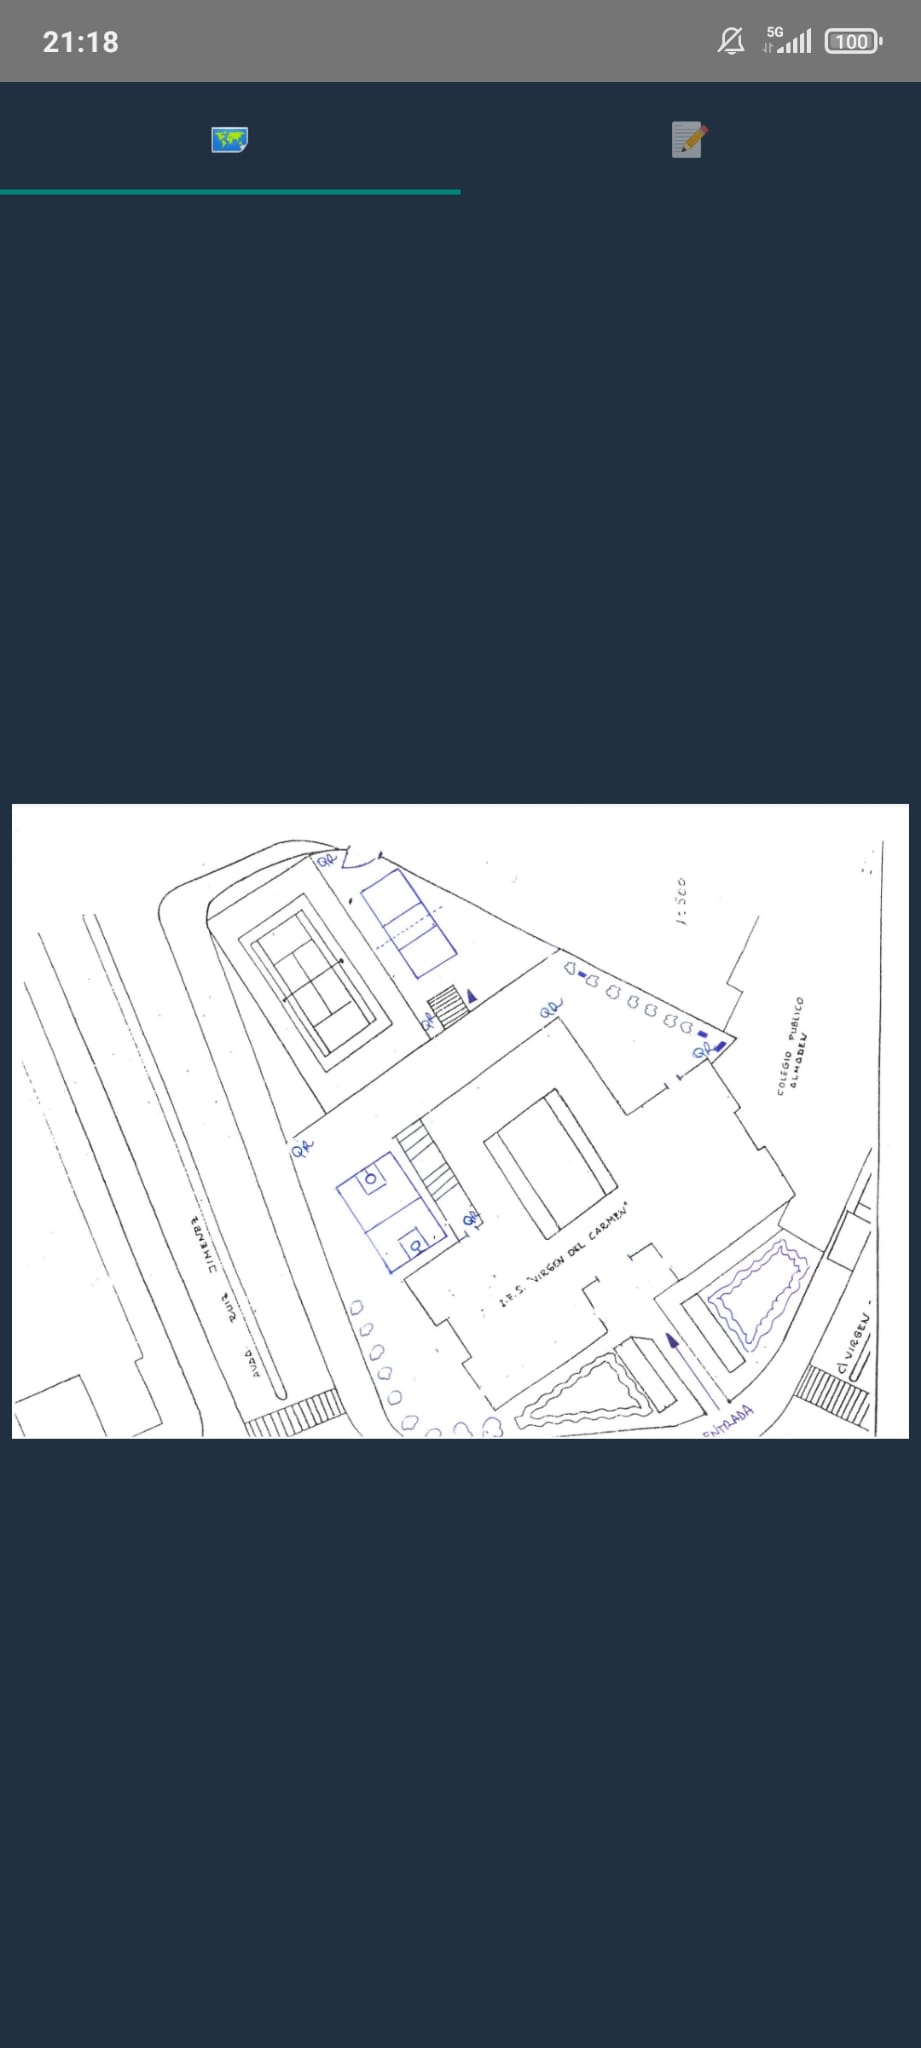 21:18
5G
100
QR
1:500
QR
QR
QR
COLEGIO PUBLICO
ALMADEN
QR
QR
I.E.S. "VIRGEN DEL CARMEN"
AVDA RUIZ JIMENEZ
C/ VIRGEN
ENTRADA